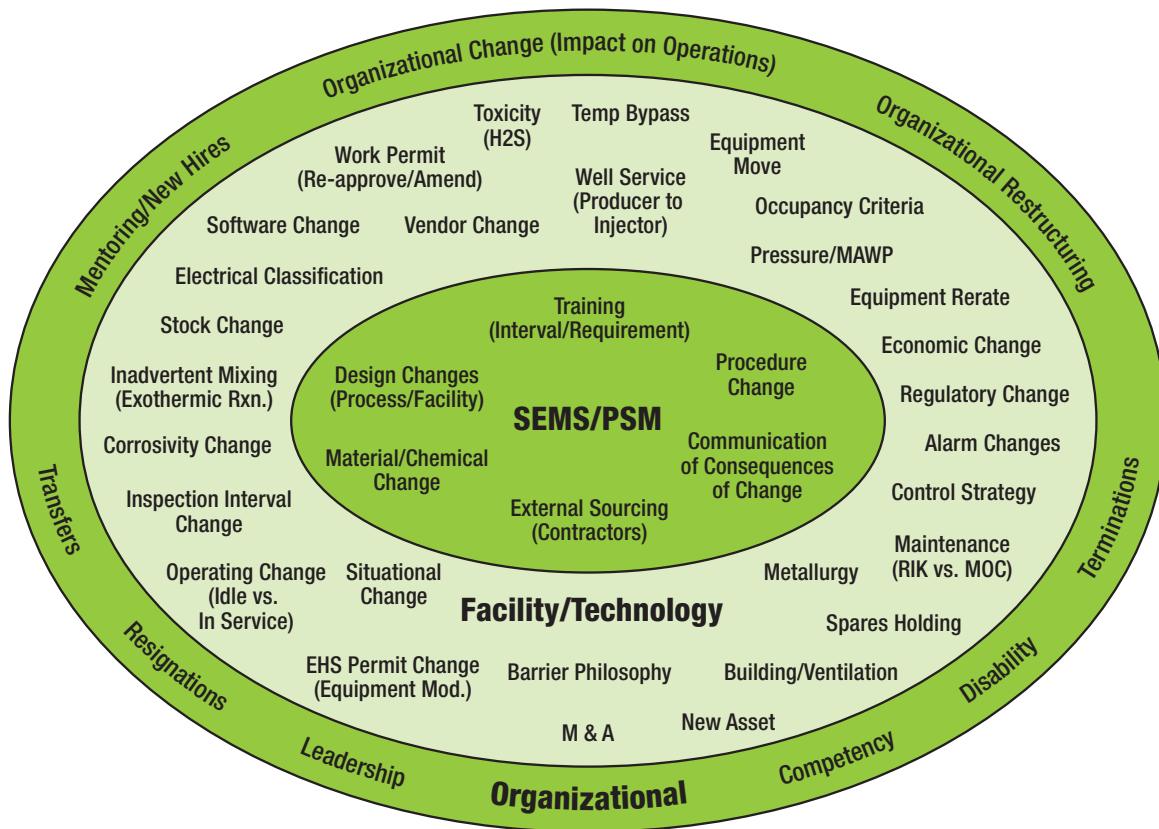 Organizational Change (Impact on Operations)
Organizational Restructuring
Mentoring/New Hires
Terminations
Transfers
Disability
Resignations
Competency
Leadership
Organizational
Toxicity
(H2S)
Temp Bypass
Equipment
Move
Work Permit
(Re-approve/Amend)
Well Service
(Producer to
Injector)
Occupancy Criteria
Software Change
Vendor Change
Pressure/MAWP
Electrical Classification
Equipment Rerate
Stock Change
Economic Change
Inadvertent Mixing
(Exothermic Rxn.)
Regulatory Change
Corrosivity Change
Alarm Changes
Inspection Interval
Change
Control Strategy
Operating Change
(Idle vs.
In Service)
Situational
Change
Metallurgy
Maintenance
(RIK vs. MOC)
Facility/Technology
Spares Holding
EHS Permit Change
(Equipment Mod.)
Barrier Philosophy
Building/Ventilation
M & A
New Asset
Training
(Interval/Requirement)
Design Changes
(Process/Facility)
Procedure
Change
SEMS/PSM
Material/Chemical
Change
Communication
of Consequences
of Change
External Sourcing
(Contractors)